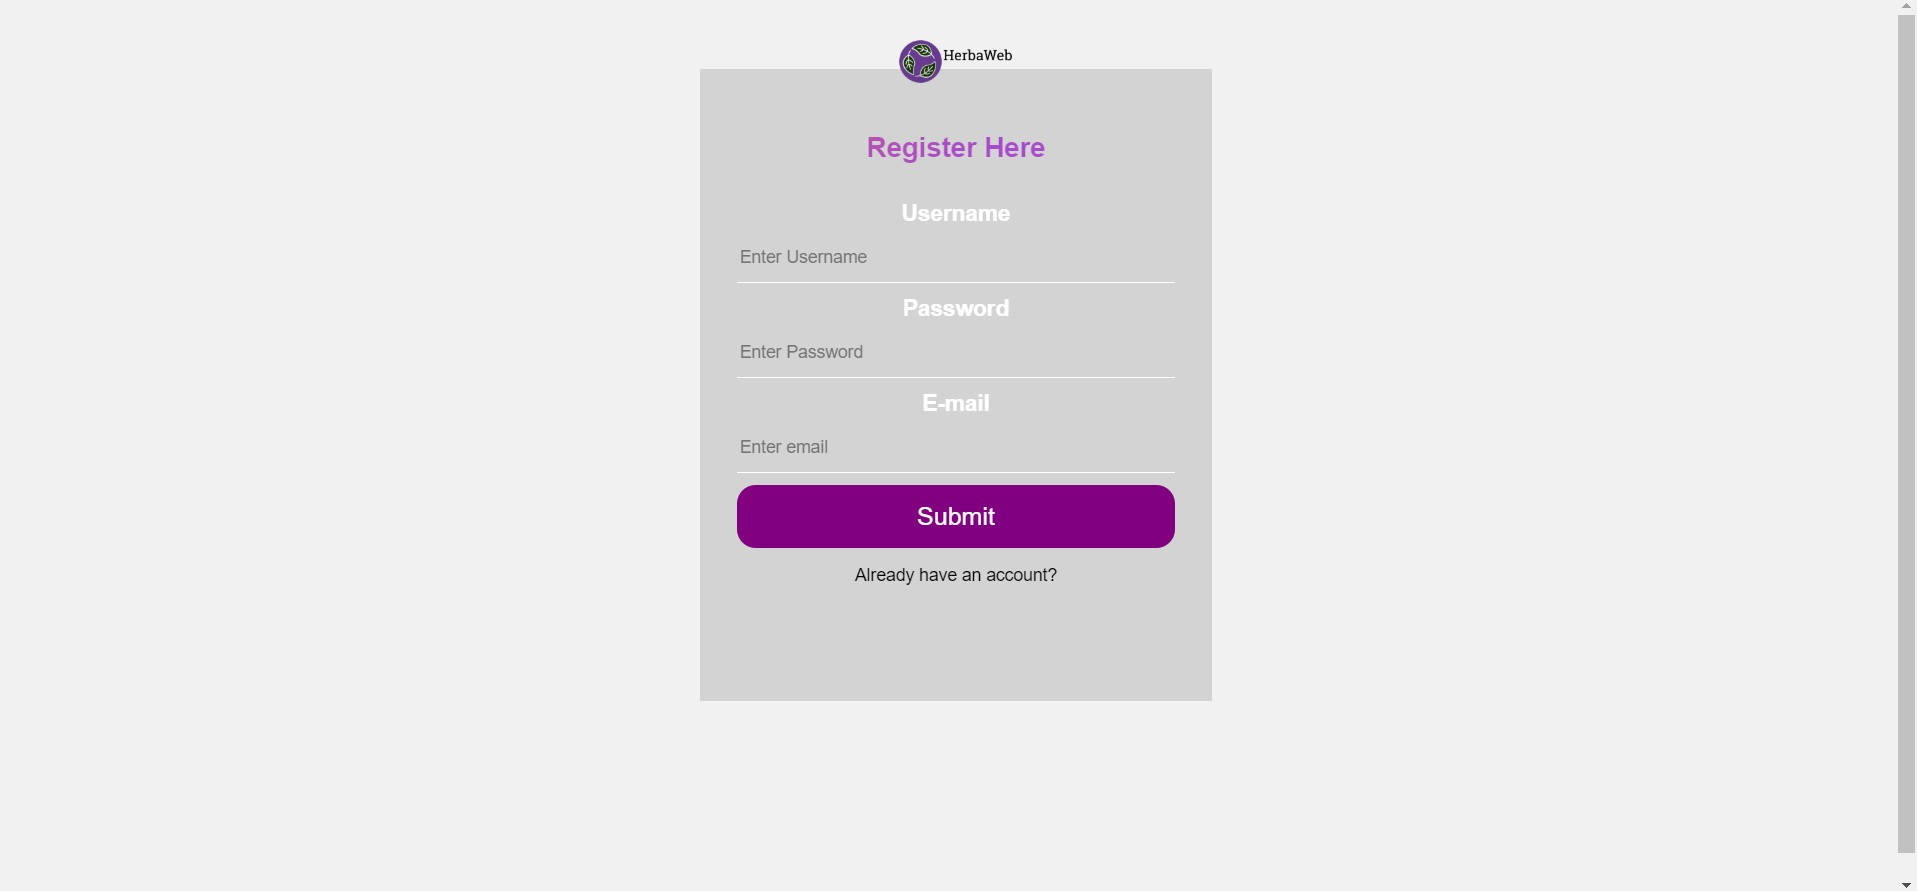 HerbaWeb
Register Here
Username
Enter Username
Password
Enter Password
E-mail
Enter email
Submit
Already have an account?